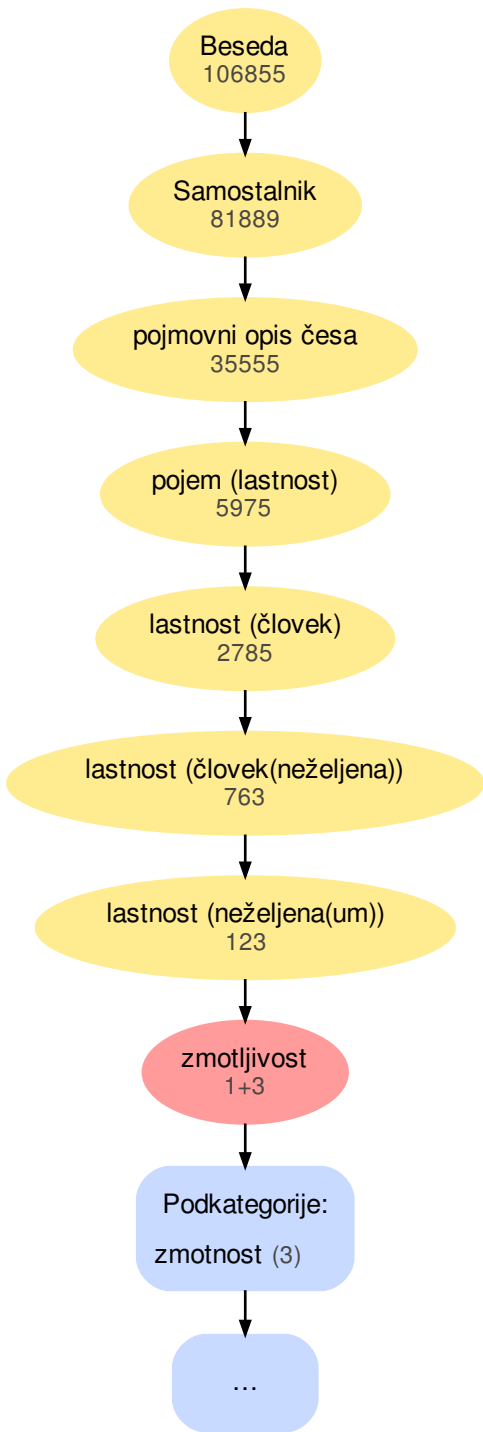 Beseda
106855
Samostalnik
81889
pojmovni opis česa
35555
pojem (lastnost)
5975
lastnost (človek)
2785
lastnost (človek(neželjena))
763
lastnost (neželjena(um))
123
zmotljivost
1+3
Podkategorije:
zmotnost (3)
...